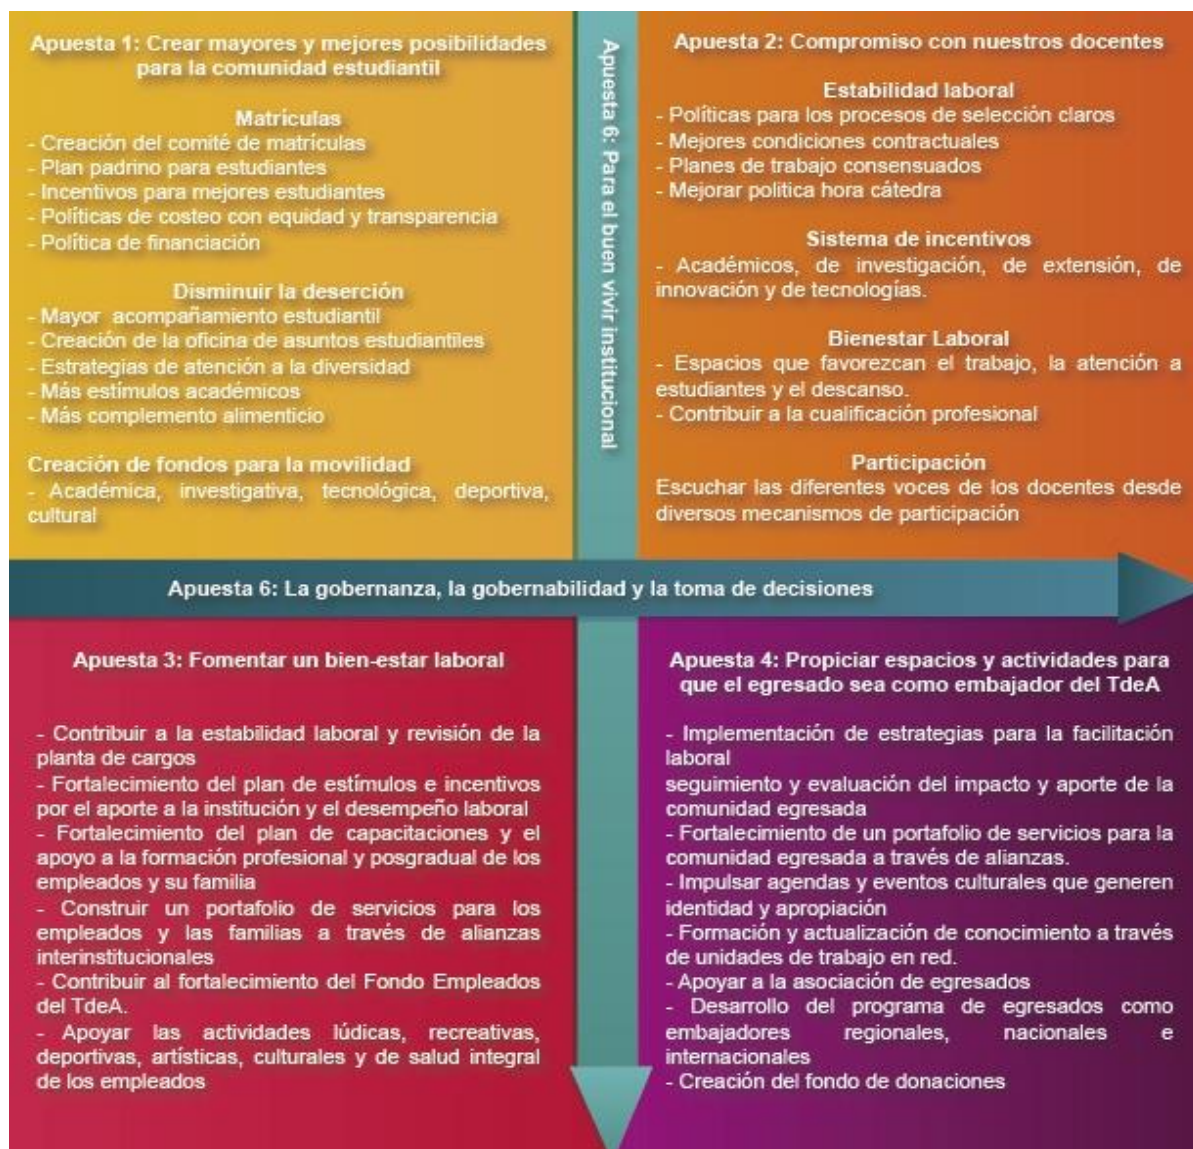 Apuesta 1: Crear mayores y mejores posibilidades
para la comunidad estudiantil
Matrículas
- Creación del comité de matrículas
- Plan padrino para estudiantes
- Incentivos para mejores estudiantes
- Políticas de costeo con equidad y transparencia
- Política de financiación
Disminuir la deserción
- Mayor acompañamiento estudiantil
- Creación de la oficina de asuntos estudiantiles
- Estrategias de atención a la diversidad
- Más estímulos académicos
- Más complemento alimenticio
Creación de fondos para la movilidad
- Académica, investigativa, tecnológica, deportiva,
cultural
Apuesta 6: Para el buen vivir institucional
Apuesta 2: Compromiso con nuestros docentes
Estabilidad laboral
- Políticas para los procesos de selección claros
- Mejores condiciones contractuales
- Planes de trabajo consensuados
- Mejorar politica hora cátedra
Sistema de incentivos
- Académicos, de investigación, de extensión, de
innovación y de tecnologías.
Bienestar Laboral
- Espacios que favorezcan el trabajo, la atención a
estudiantes y el descanso.
- Contribuir a la cualificación profesional
Participación
Escuchar las diferentes voces de los docentes desde
diversos mecanismos de participación
Apuesta 6: La gobernanza, la gobernabilidad y la toma de decisiones
Apuesta 3: Fomentar un bien-estar laboral
- Contribuir a la estabilidad laboral y revisión de la
planta de cargos
- Fortalecimiento del plan de estímulos e incentivos
por el aporte a la institución y el desempeño laboral
- Fortalecimiento del plan de capacitaciones y el
apoyo a la formación profesional y posgradual de los
empleados y su familia
- Construir un portafolio de servicios para los
empleados y las familias a través de alianzas
interinstitucionales
- Contribuir al fortalecimiento del Fondo Empleados
del TdeA.
- Apoyar las actividades lúdicas, recreativas,
deportivas, artísticas, culturales y de salud integral
de los empleados
Apuesta 4: Propiciar espacios y actividades para
que el egresado sea como embajador del TdeA
- Implementación de estrategias para la facilitación
laboral
seguimiento y evaluación del impacto y aporte de la
comunidad egresada
- Fortalecimiento de un portafolio de servicios para la
comunidad egresada a través de alianzas.
- Impulsar agendas y eventos culturales que generen
identidad y apropiación
- Formación y actualización de conocimiento a través
de unidades de trabajo en red.
- Apoyar a la asociación de egresados
- Desarrollo del programa de egresados como
embajadores regionales, nacionales e
internacionales
- Creación del fondo de donaciones